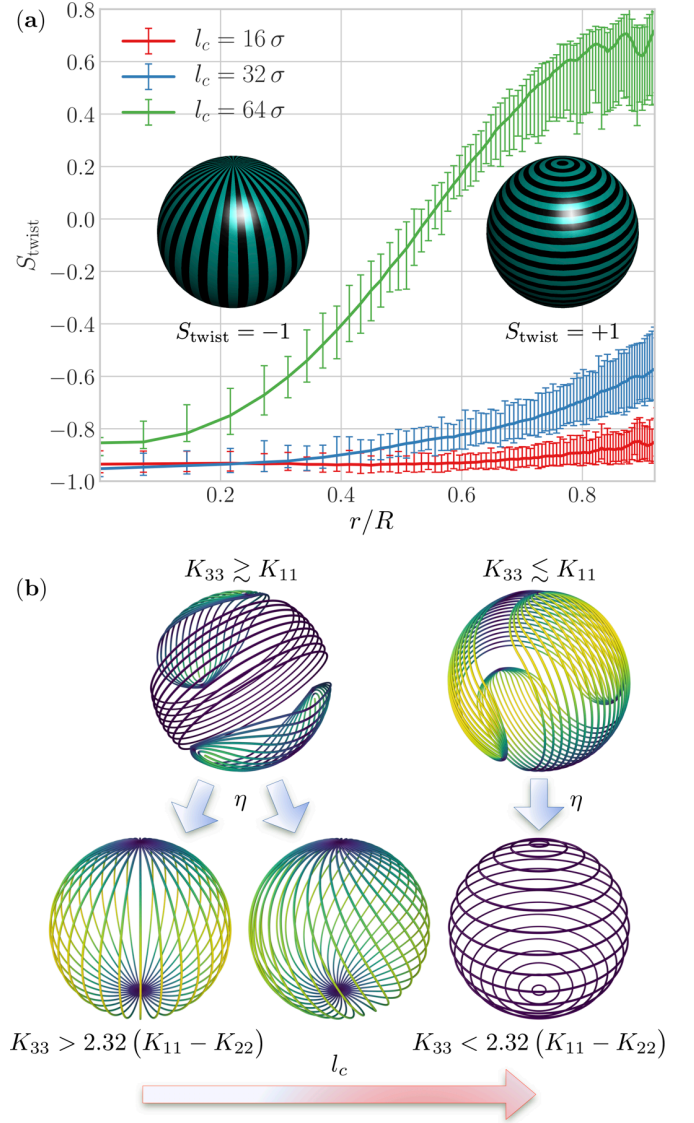 (a)
0.8
0.6
0.4
0.2
0.0
−0.2
−0.4
−0.6
−0.8
−1.0
S_twist
l_c = 16 σ
l_c = 32 σ
l_c = 64 σ
S_twist = −1
S_twist = +1
0.2 0.4 0.6 0.8
r/R
(b)
K_33 ≳ K_11
K_33 ≲ K_11
η
η
K_33 > 2.32 (K_11 − K_22)
K_33 < 2.32 (K_11 − K_22)
l_c